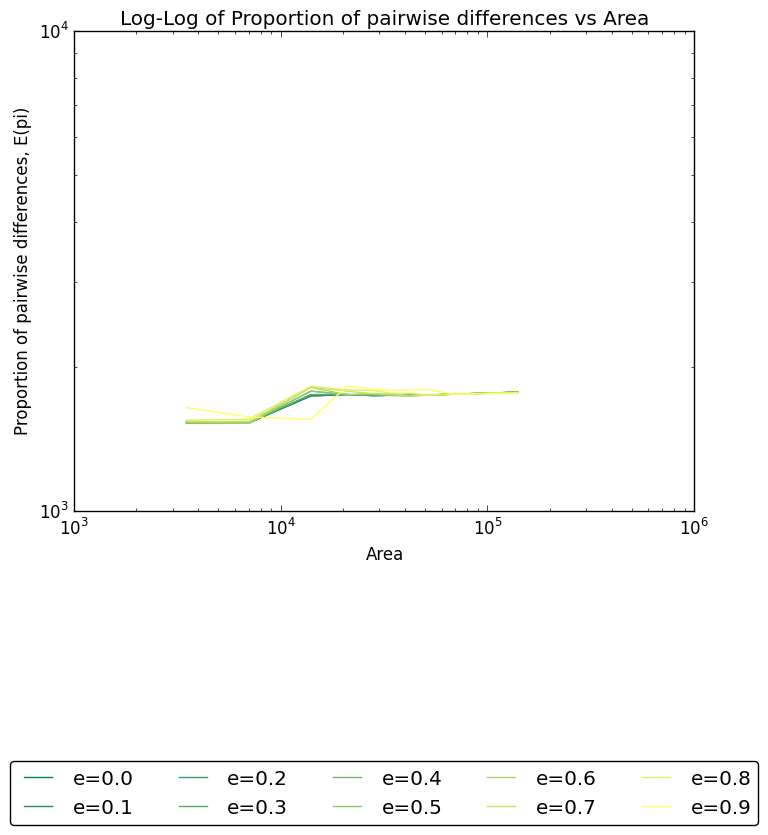 Log-Log of Proportion of pairwise differences vs Area
10^4
Proportion of pairwise differences, E(pi)
10^3
10^3 10^4 10^5 10^6
Area
e=0.0 e=0.2 e=0.4 e=0.6 e=0.8
e=0.1 e=0.3 e=0.5 e=0.7 e=0.9